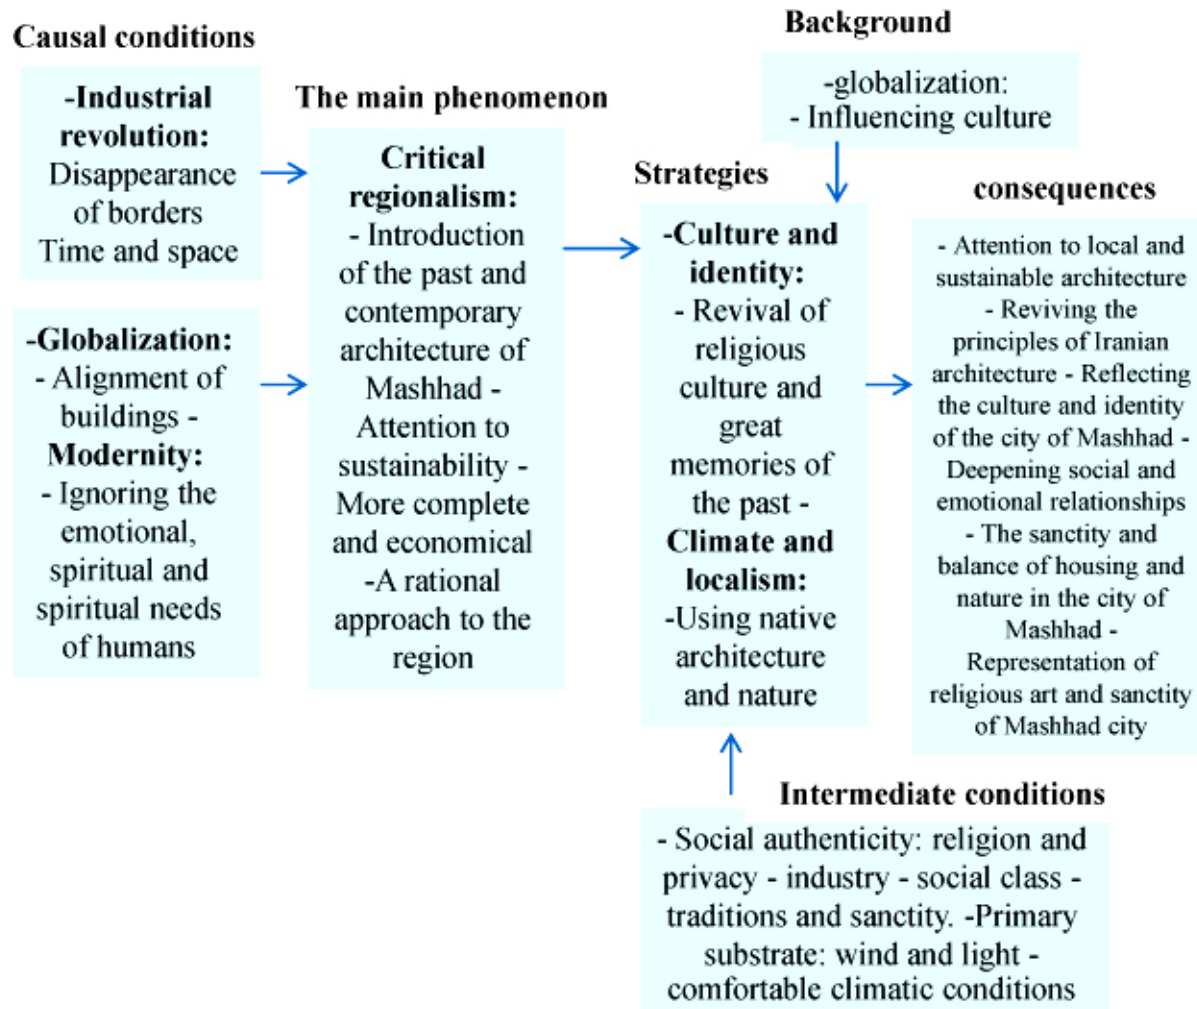 Causal conditions
-Industrial
revolution:
Disappearance
of borders
Time and space
-Globalization:
- Alignment of
buildings -
Modernity:
- Ignoring the
emotional,
spiritual and
spiritual needs
of humans
The main phenomenon
Critical
regionalism:
- Introduction
of the past and
contemporary
architecture of
Mashhad -
Attention to
sustainability -
More complete
and economical
-A rational
approach to the
region
Background
-globalization:
- Influencing culture
Strategies
-Culture and
identity:
- Revival of
religious
culture and
great
memories of
the past -
Climate and
localism:
-Using native
architecture
and nature
consequences
- Attention to local and
sustainable architecture
- Reviving the
principles of Iranian
architecture - Reflecting
the culture and identity
of the city of Mashhad -
Deepening social and
emotional relationships
- The sanctity and
balance of housing and
nature in the city of
Mashhad -
Representation of
religious art and sanctity
of Mashhad city
Intermediate conditions
- Social authenticity: religion and
privacy - industry - social class -
traditions and sanctity. -Primary
substrate: wind and light -
comfortable climatic conditions